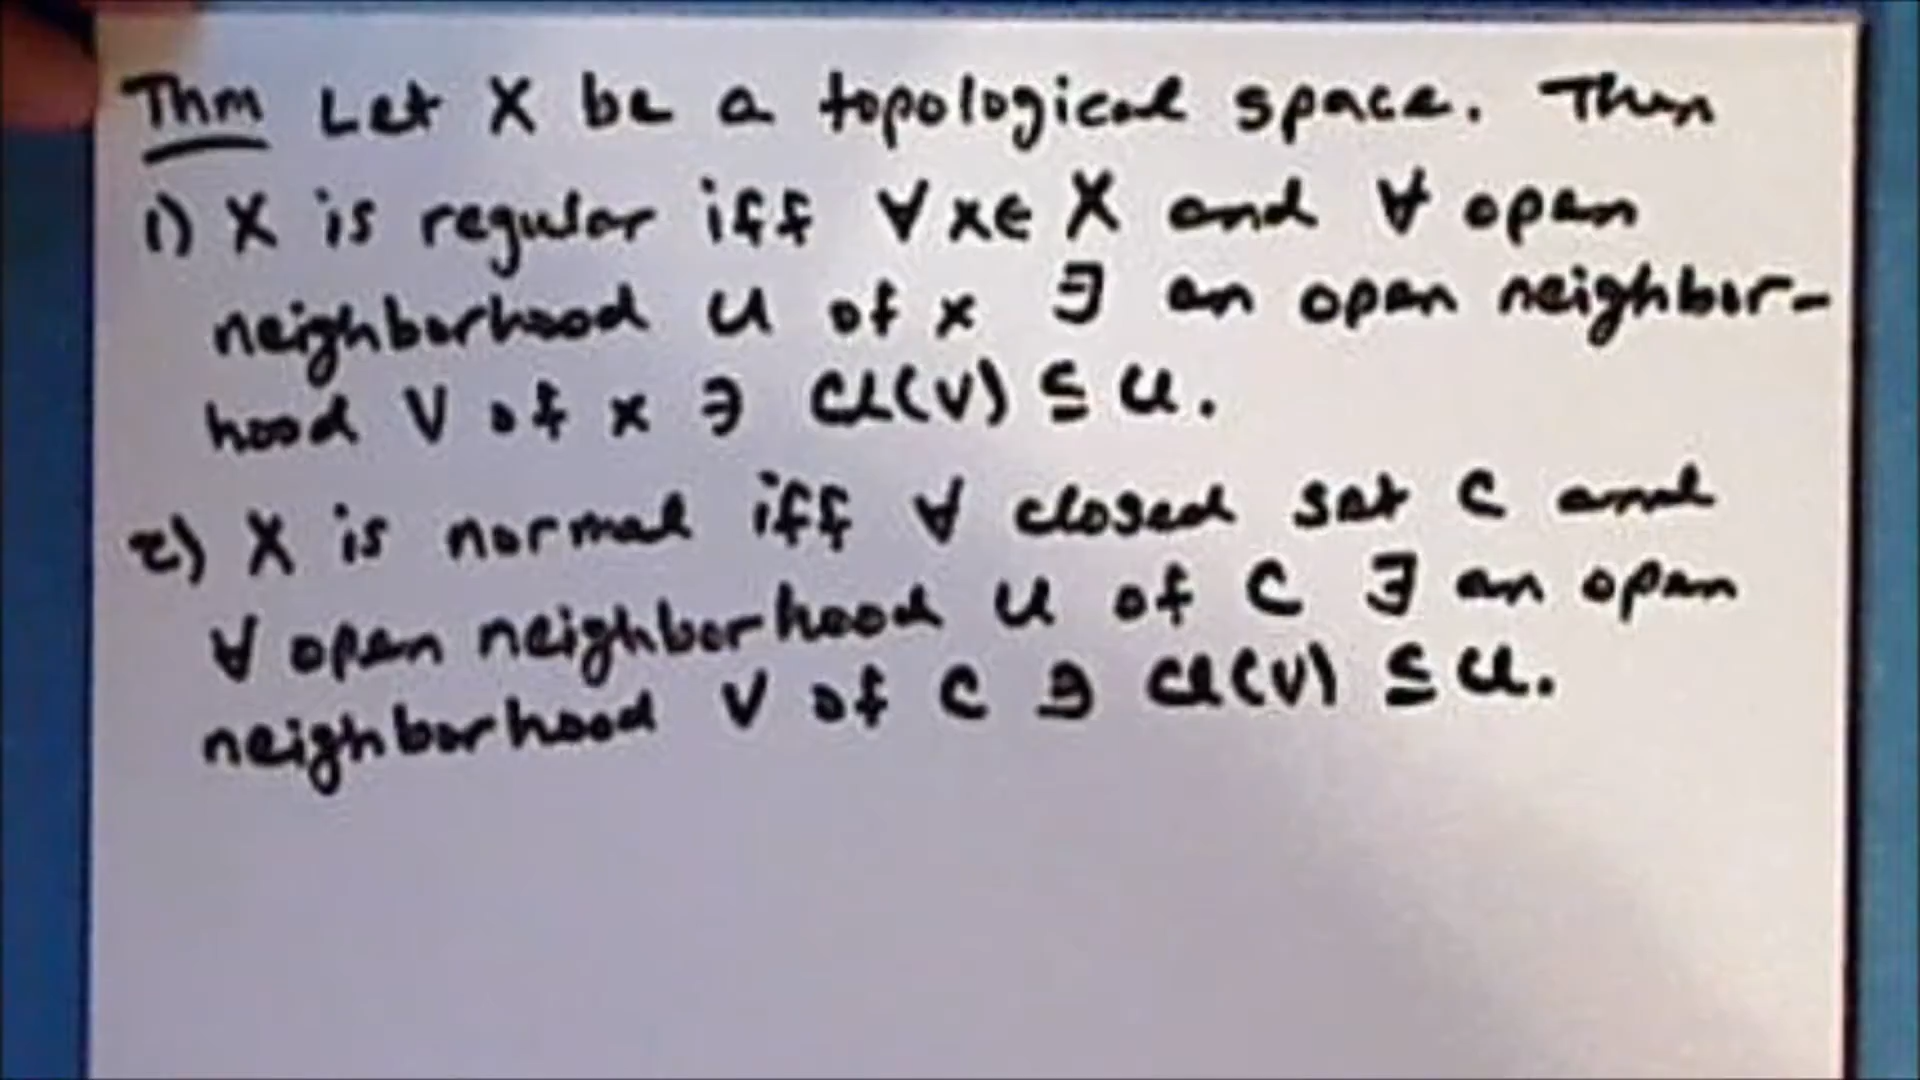 Thm Let X be a topological space. Then
1) X is regular iff ∀ x ∈ X and ∀ open
neighborhood U of x ∃ an open neighbor-
hood V of x ∋ Cl(V) ⊆ U.
2) X is normal iff ∀ closed set C and
∀ open neighborhood U of C ∃ an open
neighborhood V of C ∋ Cl(V) ⊆ U.